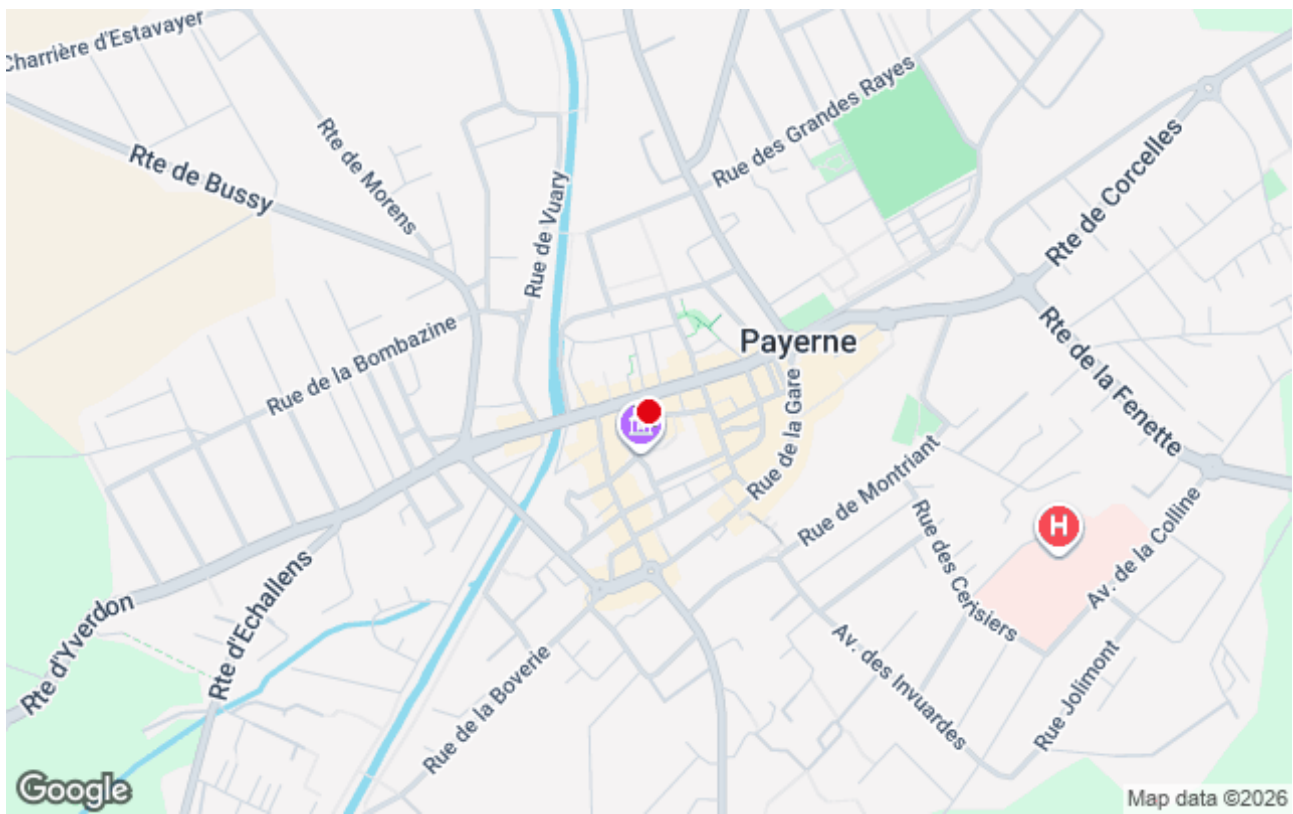 Charrière d'Estavayer
Rte de Morens
Rte de Bussy
Rue de Vuary
Rue des Grandes Rayes
Rte de Corcelles
Rue de la Bombazine
Payerne
Rte de la Fenette
Rue de la Gare
Rue de Montriant
H
Rue des Cerisiers
Av. de la Colline
Rte d'Yverdon
Rte d'Echallens
Rue de la Boverie
Av. des Invuardes
Rue Jolimont
Google
Map data ©2026